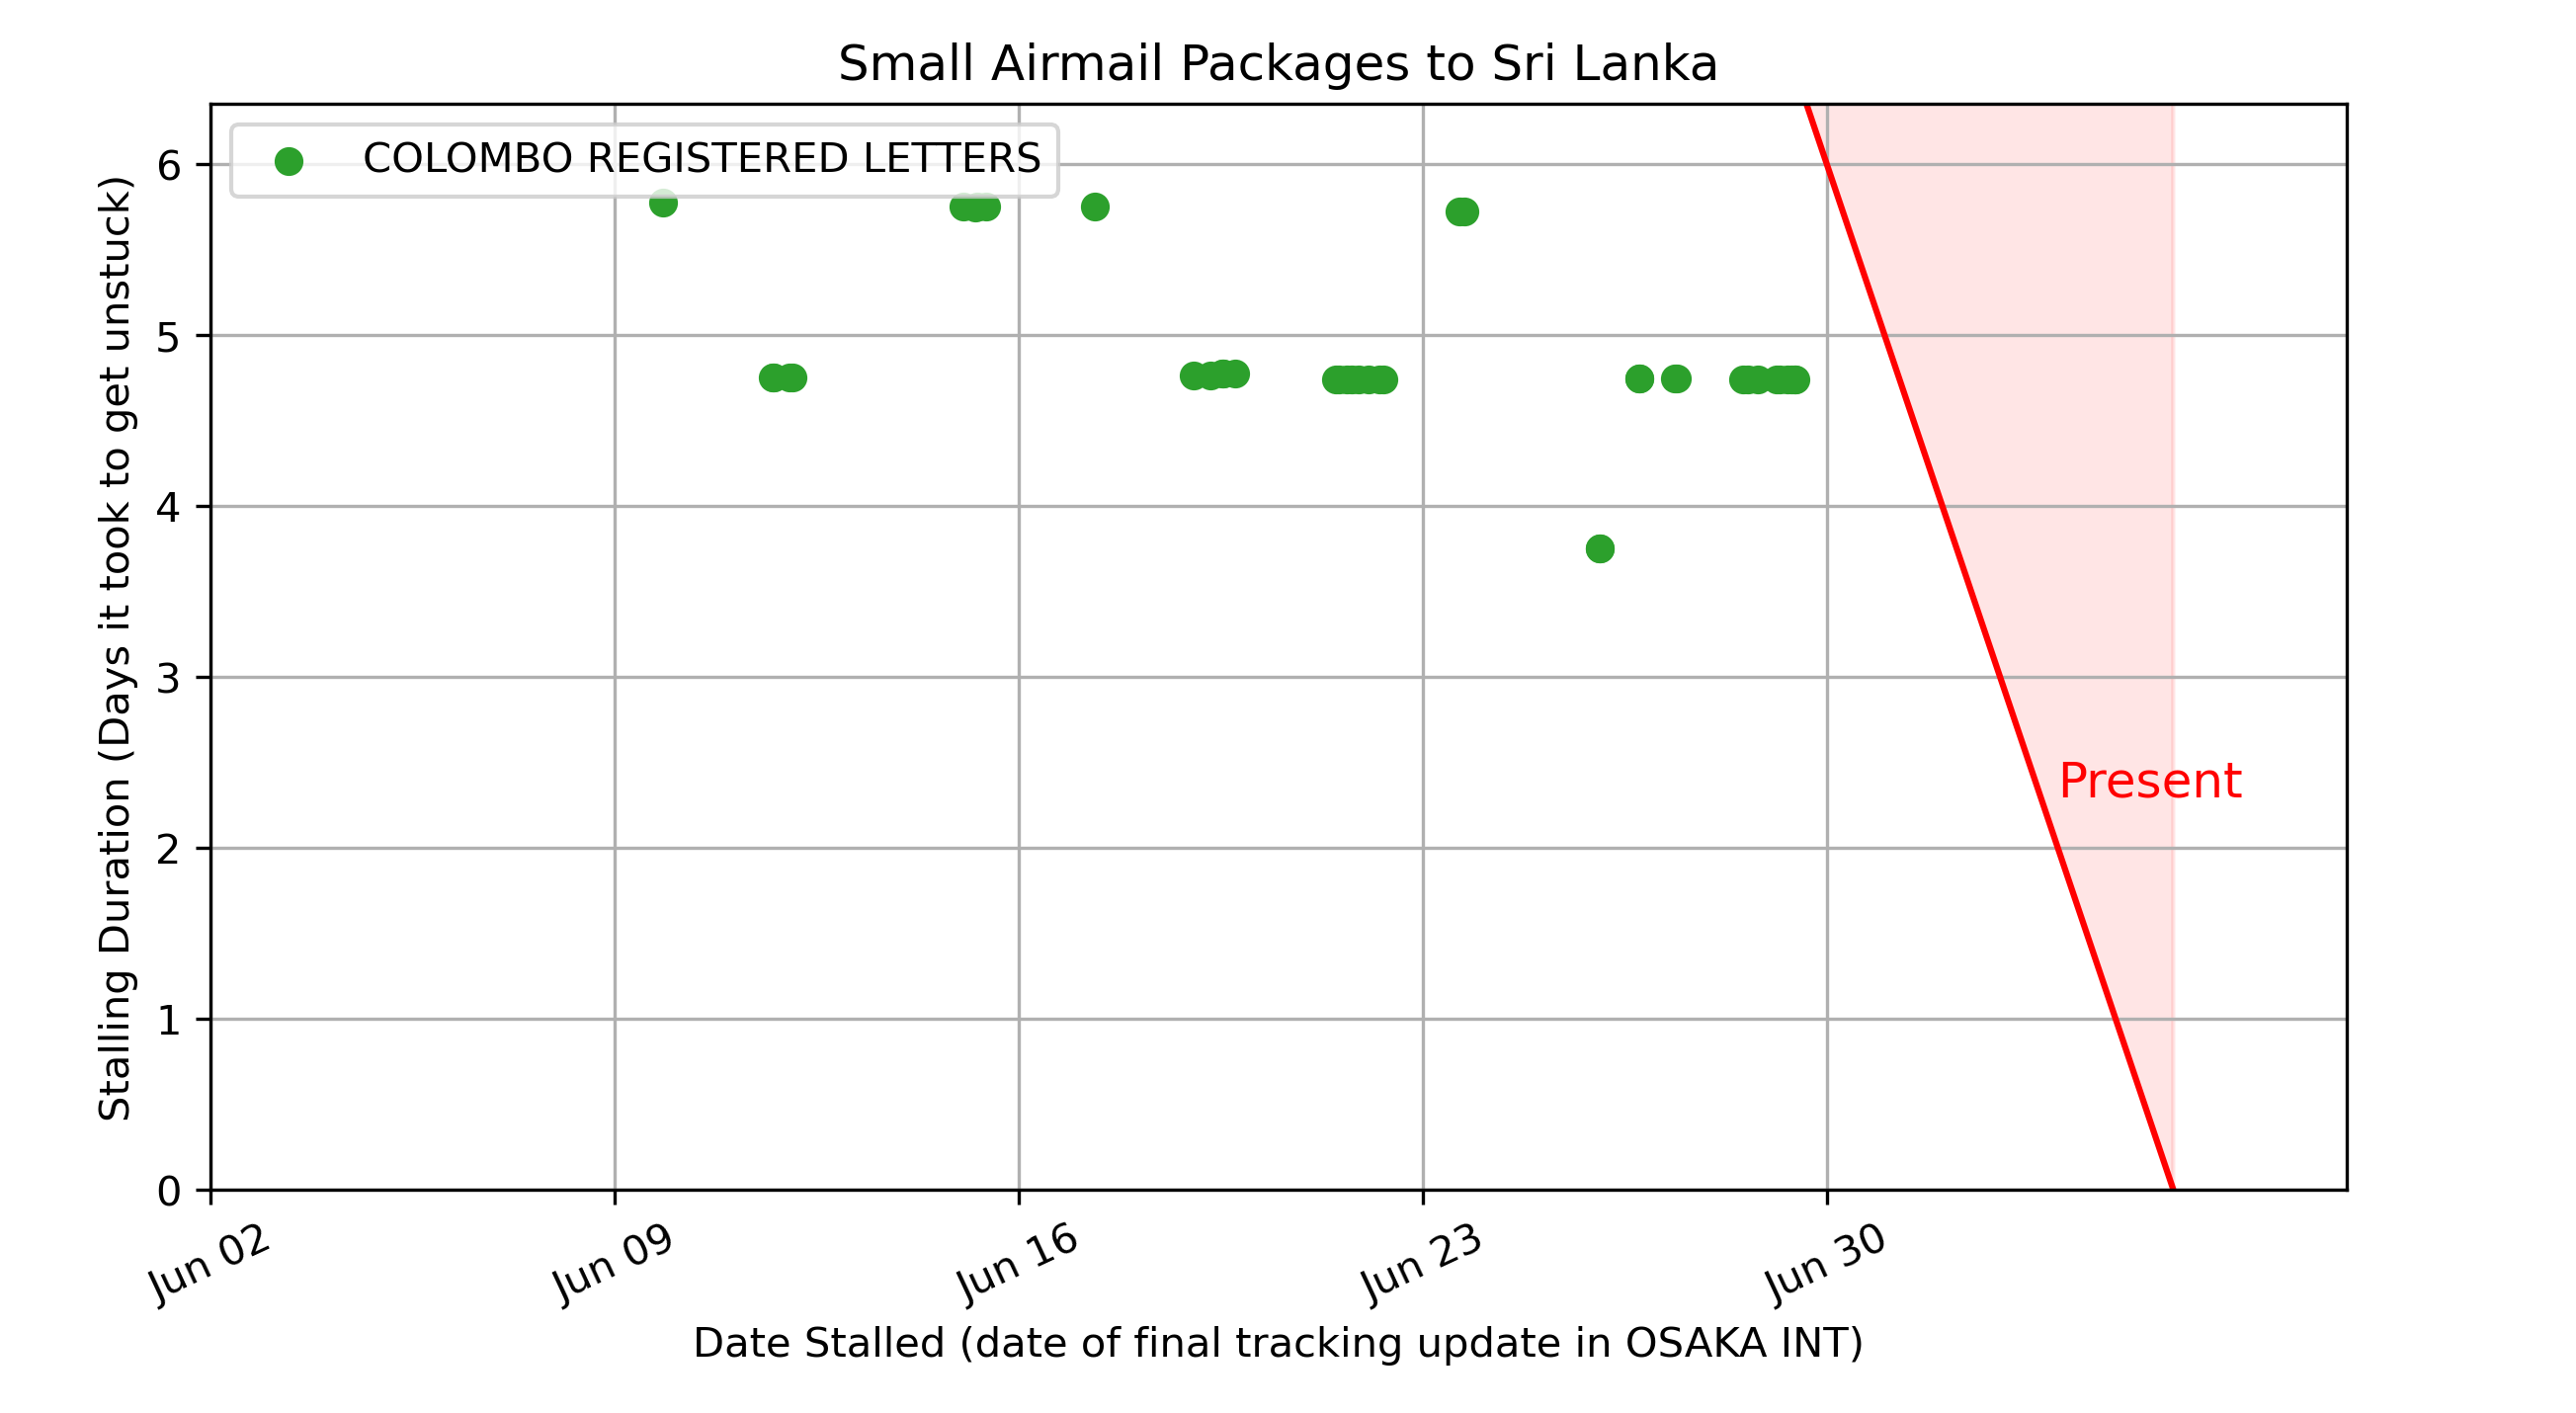 Small Airmail Packages to Sri Lanka
COLOMBO REGISTERED LETTERS
Stalling Duration (Days it took to get unstuck)
6
5
4
3
2
1
0
Present
Jun 02
Jun 09
Jun 16
Jun 23
Jun 30
Date Stalled (date of final tracking update in OSAKA INT)